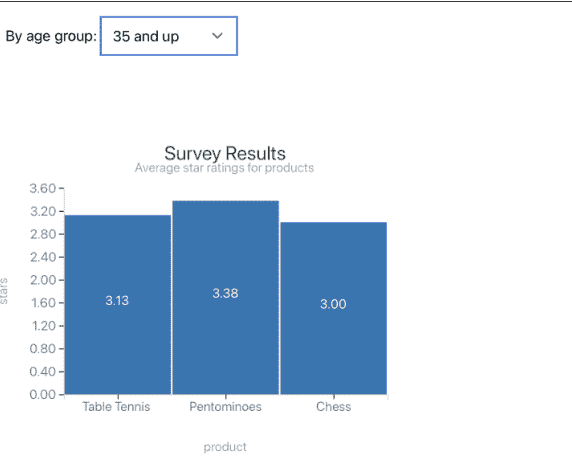 By age group: 35 and up
Survey Results
Average star ratings for products
3.60
3.20
2.80
2.40
2.00
1.60
1.20
0.80
0.40
0.00
stars
3.13
3.38
3.00
Table Tennis Pentominoes Chess
product